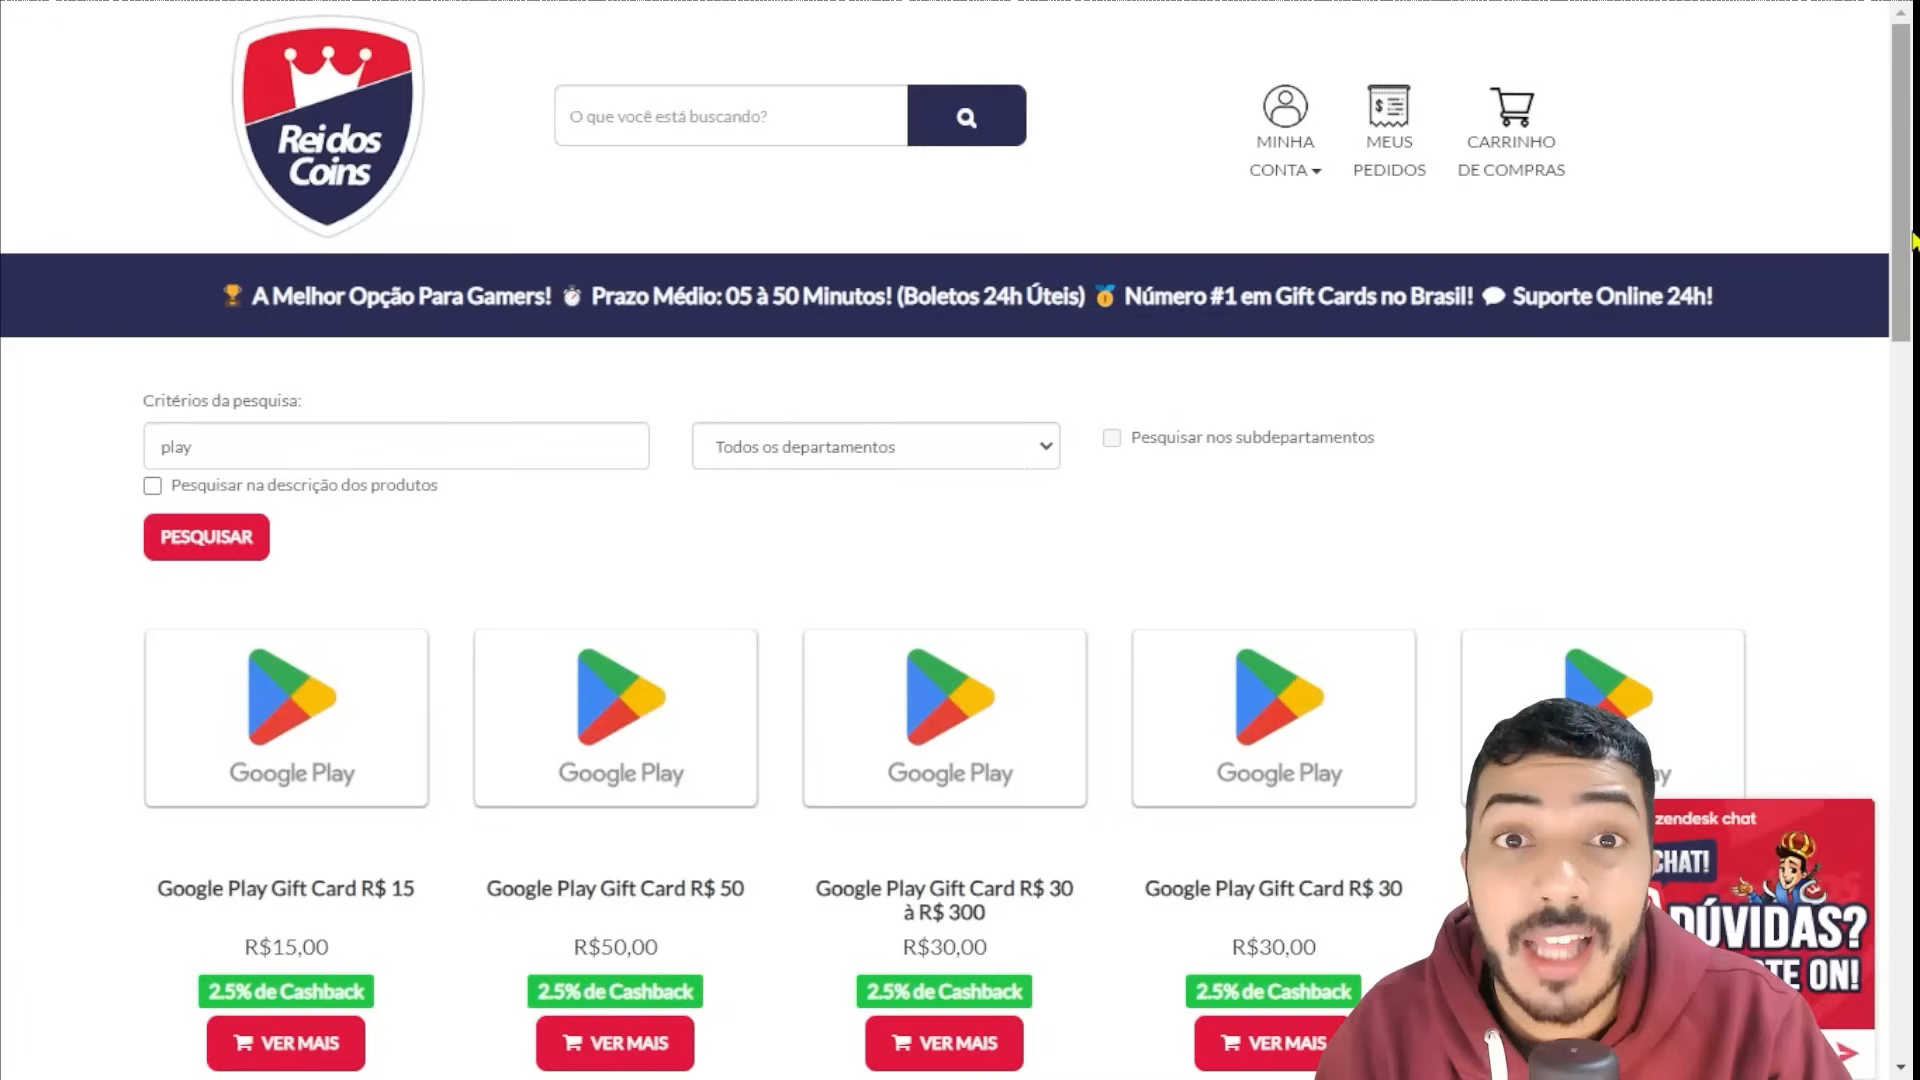 Rei dos
Coins
O que você está buscando?
MINHA
CONTA
MEUS
PEDIDOS
CARRINHO
DE COMPRAS
A Melhor Opção Para Gamers! Prazo Médio: 05 à 50 Minutos! (Boletos 24h Úteis) Número #1 em Gift Cards no Brasil! Suporte Online 24h!
Critérios da pesquisa:
play
Todos os departamentos
Pesquisar nos subdepartamentos
Pesquisar na descrição dos produtos
PESQUISAR
Google Play
Google Play
Google Play
Google Play
Google Play Gift Card R$ 15
R$15,00
2.5% de Cashback
VER MAIS
Google Play Gift Card R$ 50
R$50,00
2.5% de Cashback
VER MAIS
Google Play Gift Card R$ 30
à R$ 300
R$30,00
2.5% de Cashback
VER MAIS
Google Play Gift Card R$ 30
R$30,00
2.5% de Cashback
VER MAIS
zendesk chat
CHAT!
DÚVIDAS?
ON!